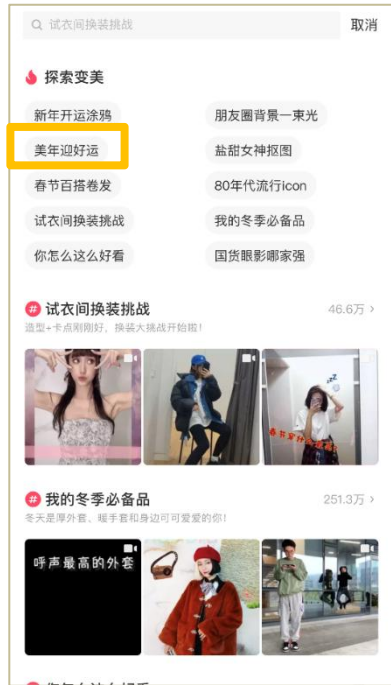 试衣间换装挑战 取消
探索变美
新年开运涂鸦 朋友圈背景一束光
美年迎好运 盐甜女神抠图
春节百搭卷发 80年代流行icon
试衣间换装挑战 我的冬季必备品
你怎么这么好看 国货眼影哪家强
# 试衣间换装挑战 46.6万 >
造型+卡点刚刚好，换装大挑战开始啦！
春节穿什么
# 我的冬季必备品 251.3万 >
冬天是厚外套、暖手套和身边可可爱爱的你！
呼声最高的外套